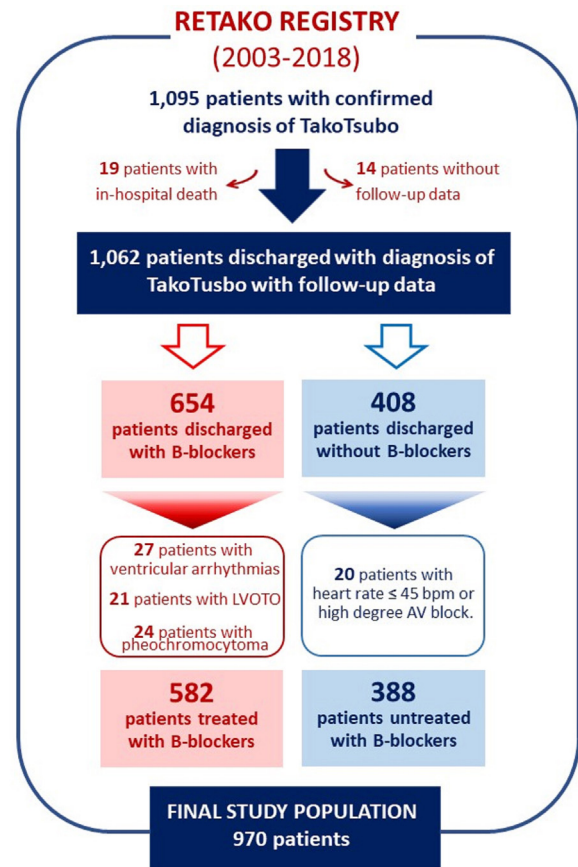 RETAKO REGISTRY
(2003-2018)
1,095 patients with confirmed
diagnosis of TakoTsubo
19 patients with
in-hospital death
14 patients without
follow-up data
1,062 patients discharged with diagnosis of
TakoTusbo with follow-up data
654
patients discharged
with B-blockers
408
patients discharged
without B-blockers
27 patients with
ventricular arrhythmias
21 patients with LVOTO
24 patients with
pheochromocytoma
20 patients with
heart rate ≤ 45 bpm or
high degree AV block.
582
patients treated
with B-blockers
388
patients untreated
with B-blockers
FINAL STUDY POPULATION
970 patients